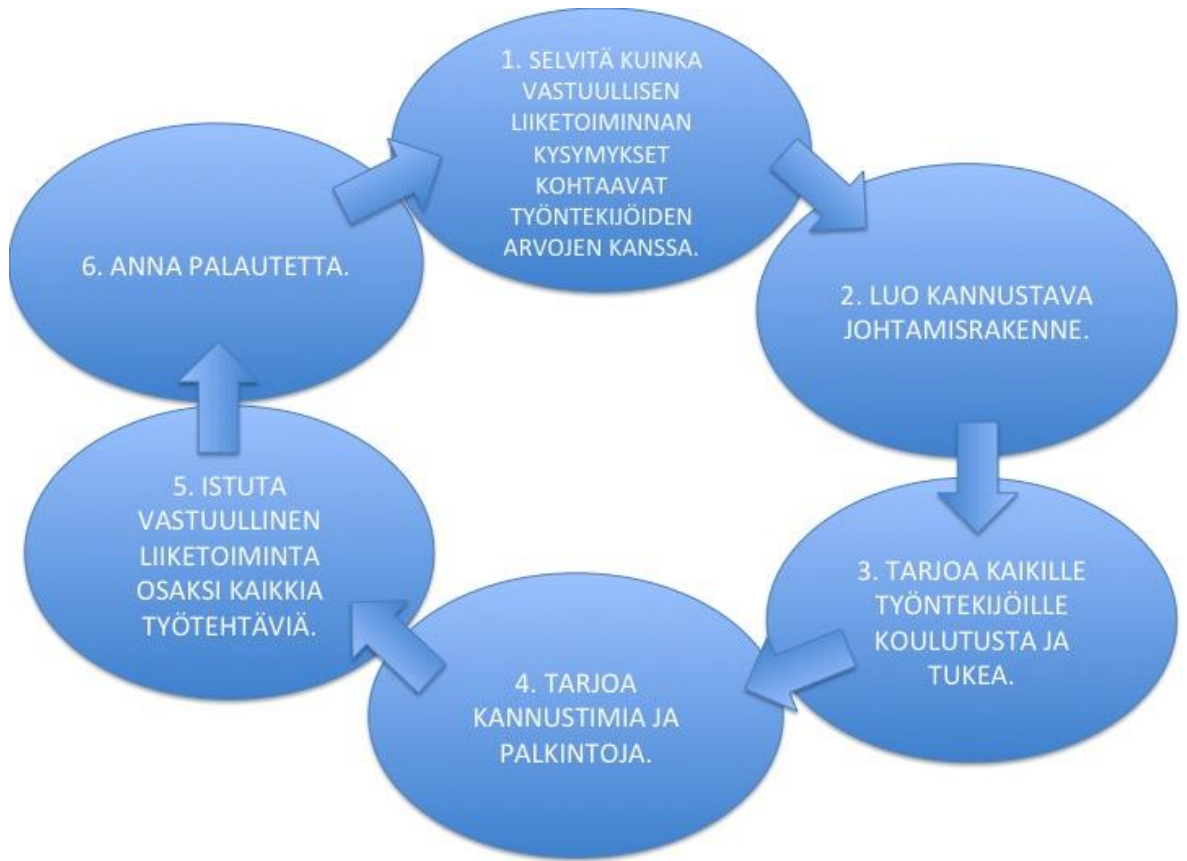 1. SELVITÄ KUINKA
VASTUULLISEN
LIIKETOIMINNAN
KYSYMYKSET
KOHTAAVAT
TYÖNTEKIJÖIDEN
ARVOJEN KANSSA.
2. LUO KANNUSTAVA
JOHTAMISRAKENNE.
3. TARJOA KAIKILLE
TYÖNTEKIJÖILLE
KOULUTUSTA JA
TUKEA.
4. TARJOA
KANNUSTIMIA JA
PALKINTOJA.
5. ISTUTA
VASTUULLINEN
LIIKETOIMINTA
OSAKSI KAIKKIA
TYÖTEHTÄVIÄ.
6. ANNA PALAUTETTA.